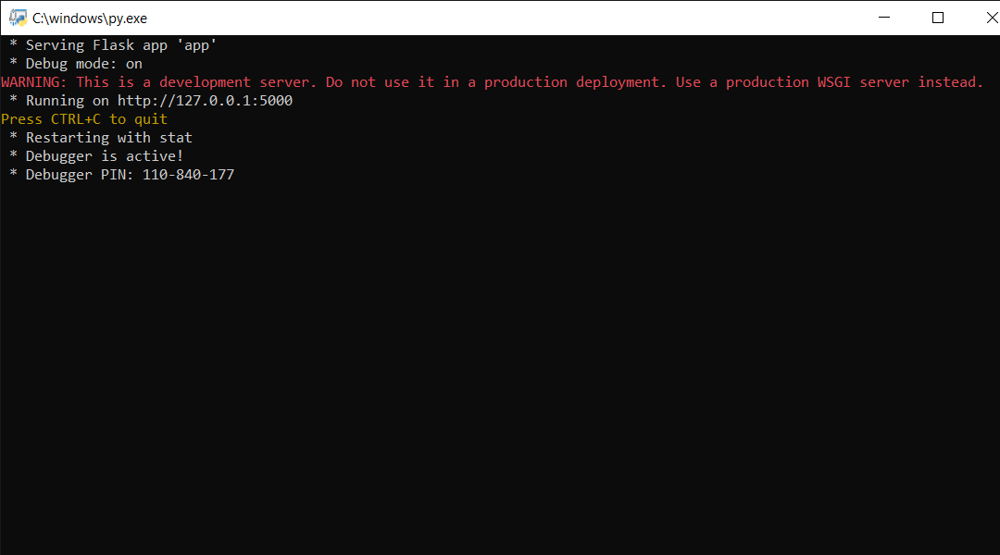 C:\windows\py.exe
* Serving Flask app 'app'
* Debug mode: on
WARNING: This is a development server. Do not use it in a production deployment. Use a production WSGI server instead.
* Running on http://127.0.0.1:5000
Press CTRL+C to quit
* Restarting with stat
* Debugger is active!
* Debugger PIN: 110-840-177